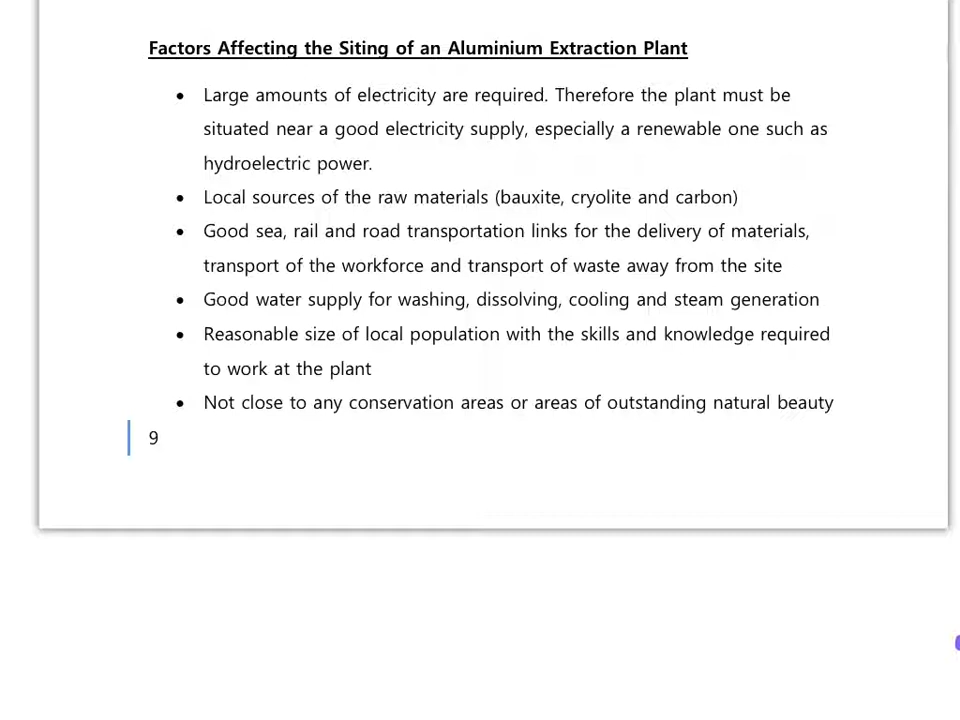 Factors Affecting the Siting of an Aluminium Extraction Plant
• Large amounts of electricity are required. Therefore the plant must be
situated near a good electricity supply, especially a renewable one such as
hydroelectric power.
• Local sources of the raw materials (bauxite, cryolite and carbon)
• Good sea, rail and road transportation links for the delivery of materials,
transport of the workforce and transport of waste away from the site
• Good water supply for washing, dissolving, cooling and steam generation
• Reasonable size of local population with the skills and knowledge required
to work at the plant
• Not close to any conservation areas or areas of outstanding natural beauty
9